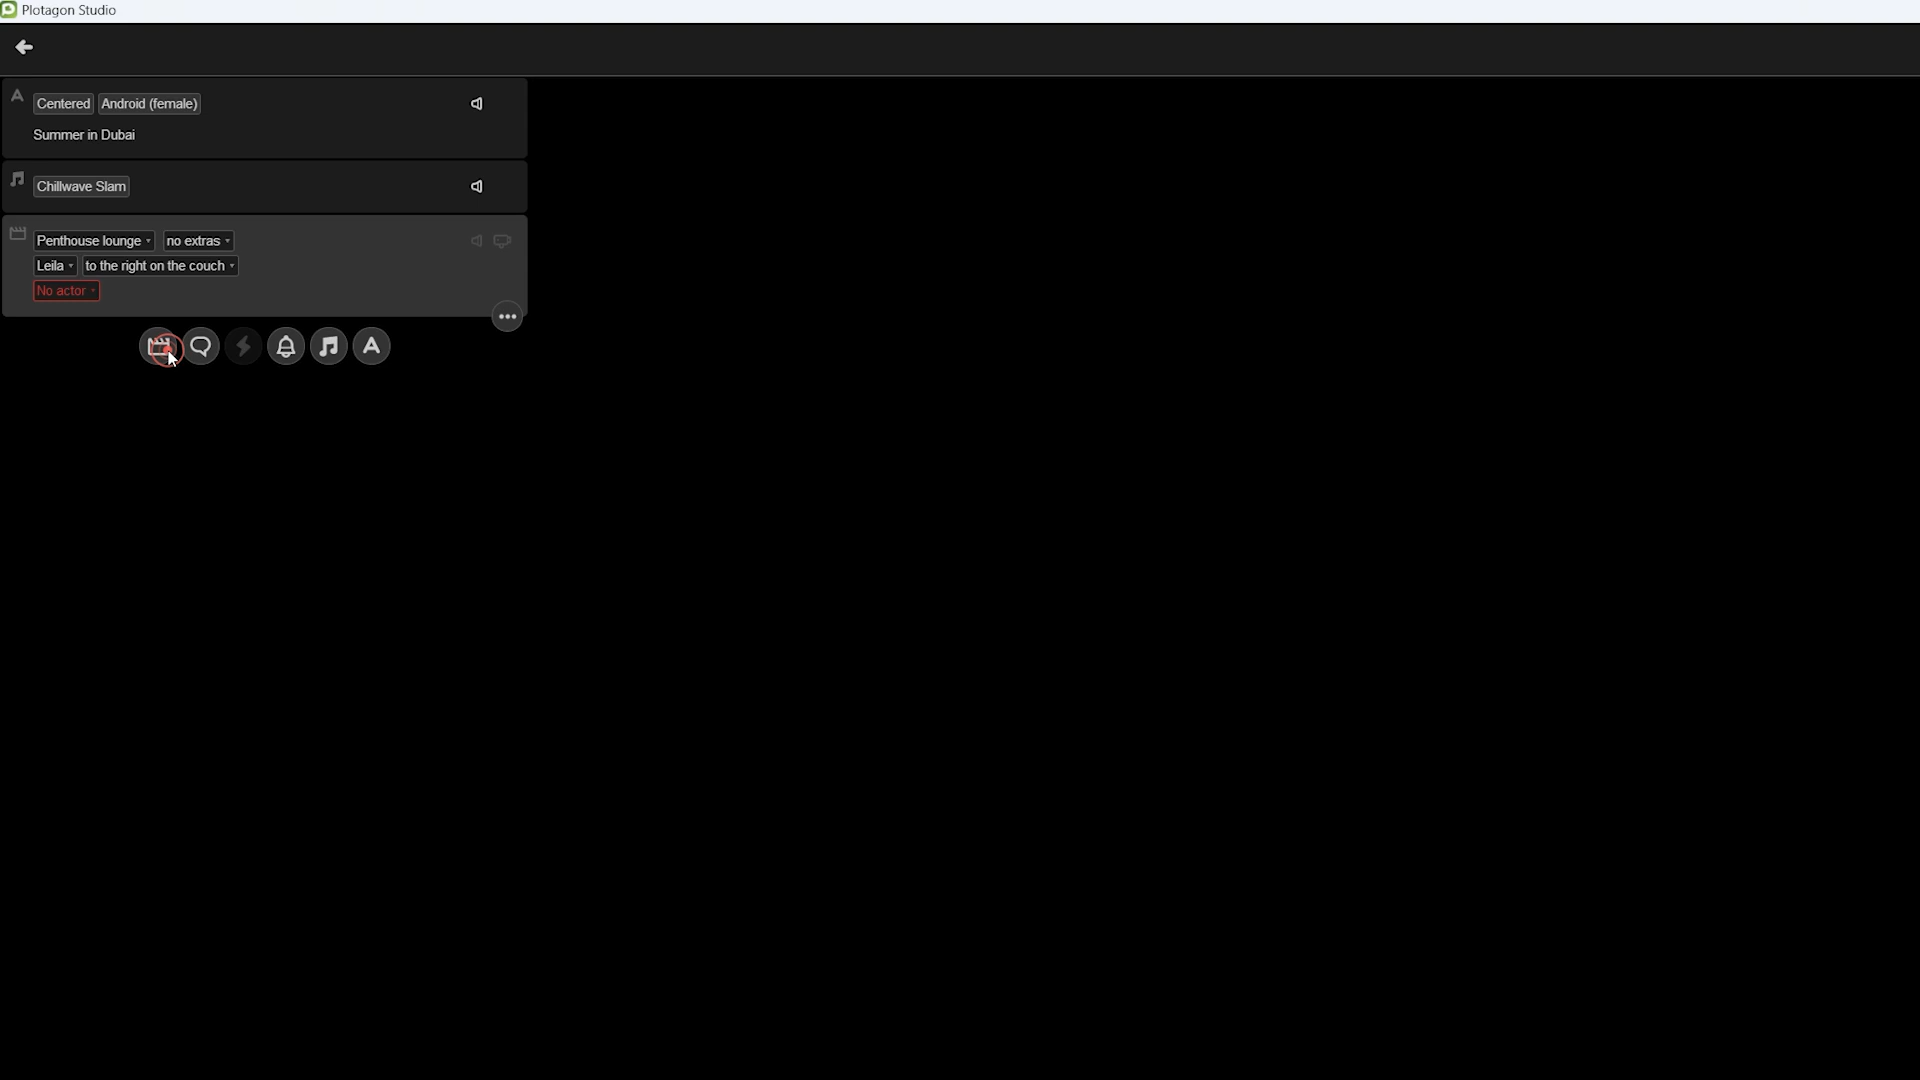 Plotagon Studio
Centered Android (female)
Summer in Dubai
Chillwave Slam
Penthouse lounge no extras
Leila to the right on the couch
No actor